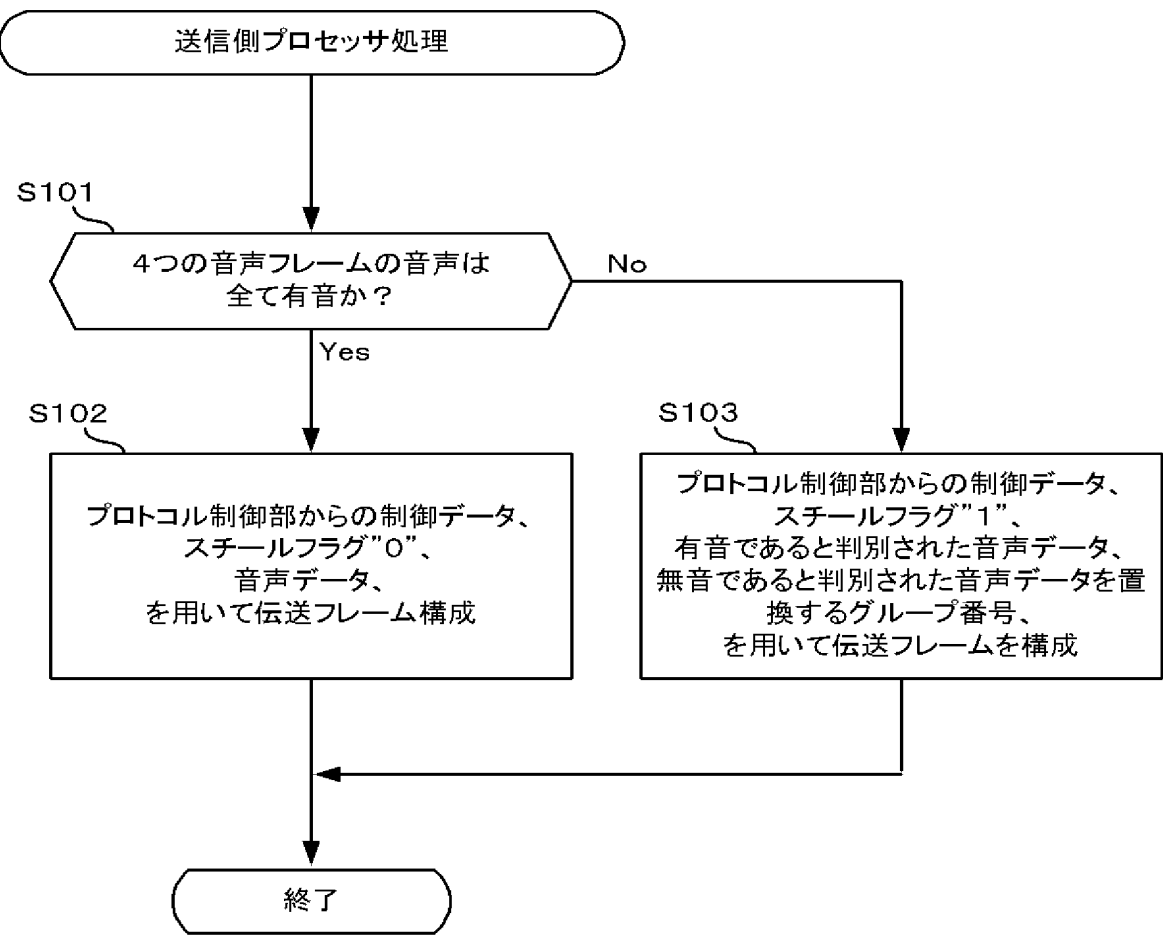 送信側プロセッサ処理
S101
4つの音声フレームの音声は
全て有音か？
No
Yes
S102
プロトコル制御部からの制御データ、
スチールフラグ”0”、
音声データ、
を用いて伝送フレーム構成
S103
プロトコル制御部からの制御データ、
スチールフラグ”1”、
有音であると判別された音声データ、
無音であると判別された音声データを置
換するグループ番号、
を用いて伝送フレームを構成
終了